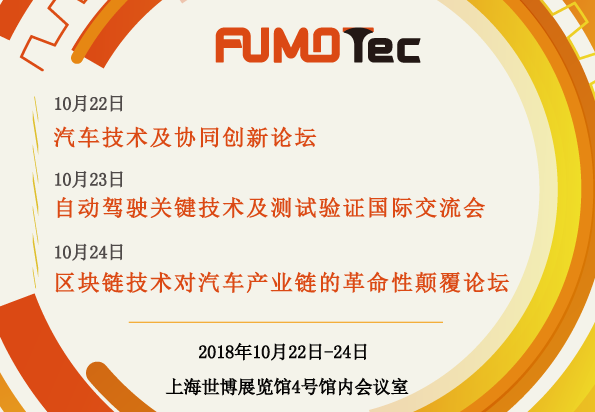 FUMOTec
10月22日
汽车技术及协同创新论坛
10月23日
自动驾驶关键技术及测试验证国际交流会
10月24日
区块链技术对汽车产业链的革命性颠覆论坛
2018年10月22日-24日
上海世博展览馆4号馆内会议室